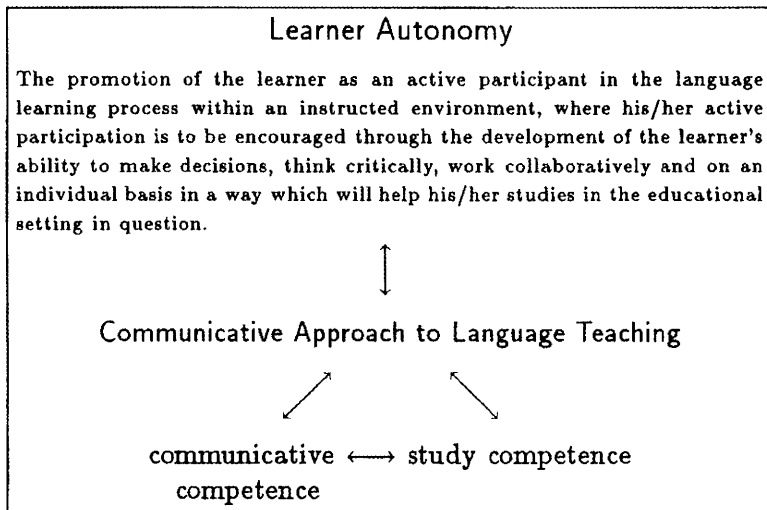 Learner Autonomy
The promotion of the learner as an active participant in the language
learning process within an instructed environment, where his/her active
participation is to be encouraged through the development of the learner's
ability to make decisions, think critically, work collaboratively and on an
individual basis in a way which will help his/her studies in the educational
setting in question.
Communicative Approach to Language Teaching
communicative ⟷ study competence
competence